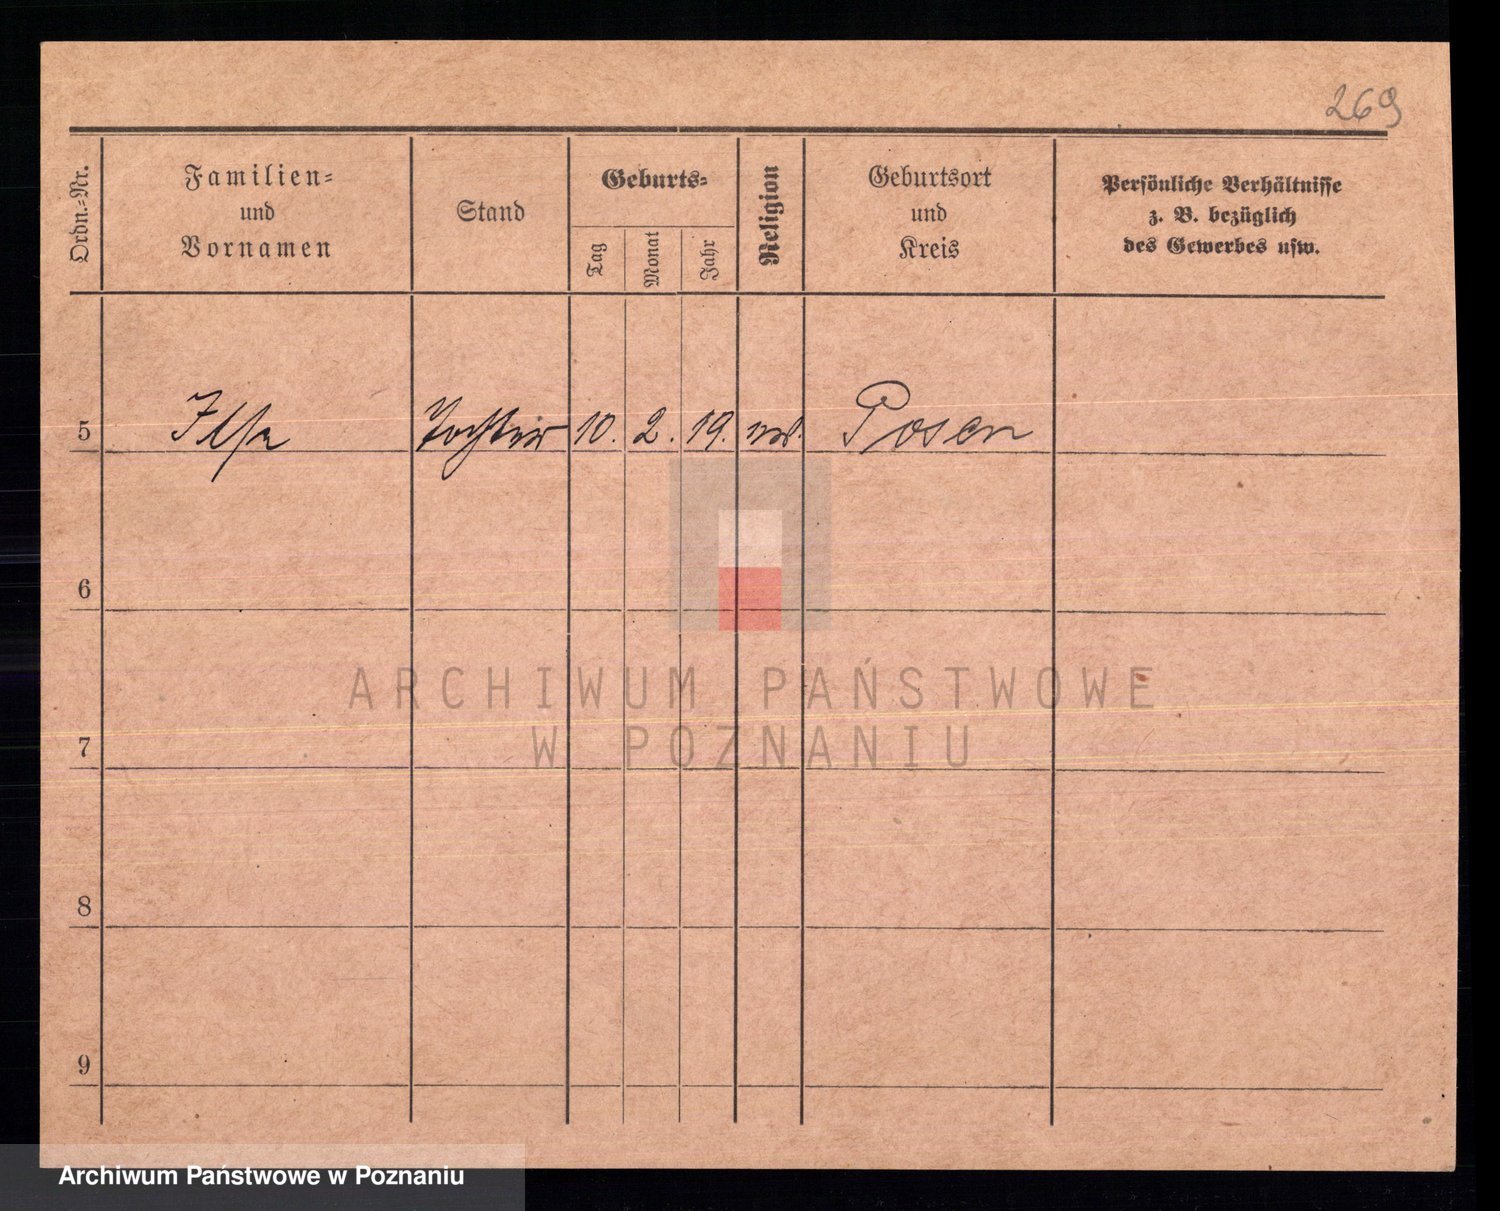 269
Ordn.-Nr.
Familien-
und
Vornamen
Stand
Geburts-
Tag
Monat
Jahr
Religion
Geburtsort
und
Kreis
Persönliche Verhältnisse
z. B. bezüglich
des Gewerbes usw.
5 Ilse Tochter 10. 2. 19. Posen
6
7
8
9
ARCHIWUM PAŃSTWOWE
W POZNANIU
Archiwum Państwowe w Poznaniu